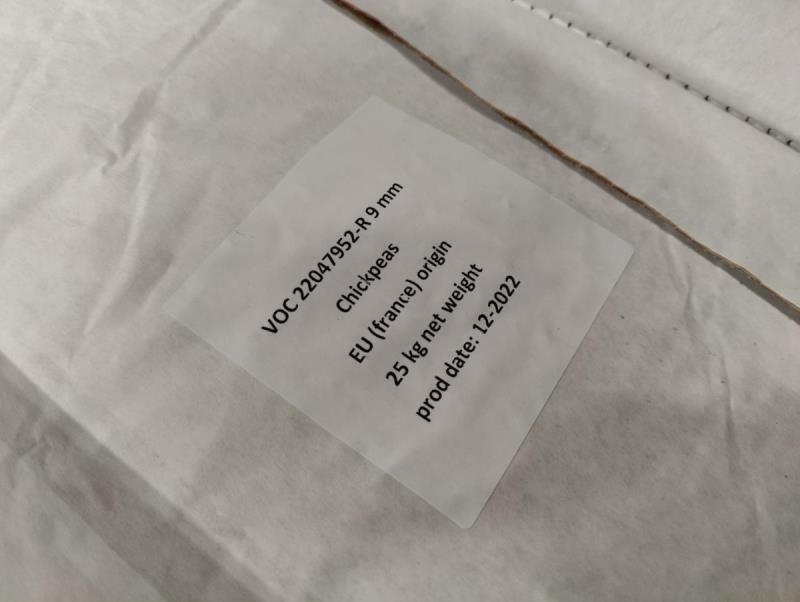 VOC 22047952-R 9 mm
Chickpeas
EU (france) origin
25 kg net weight
prod date: 12-2022